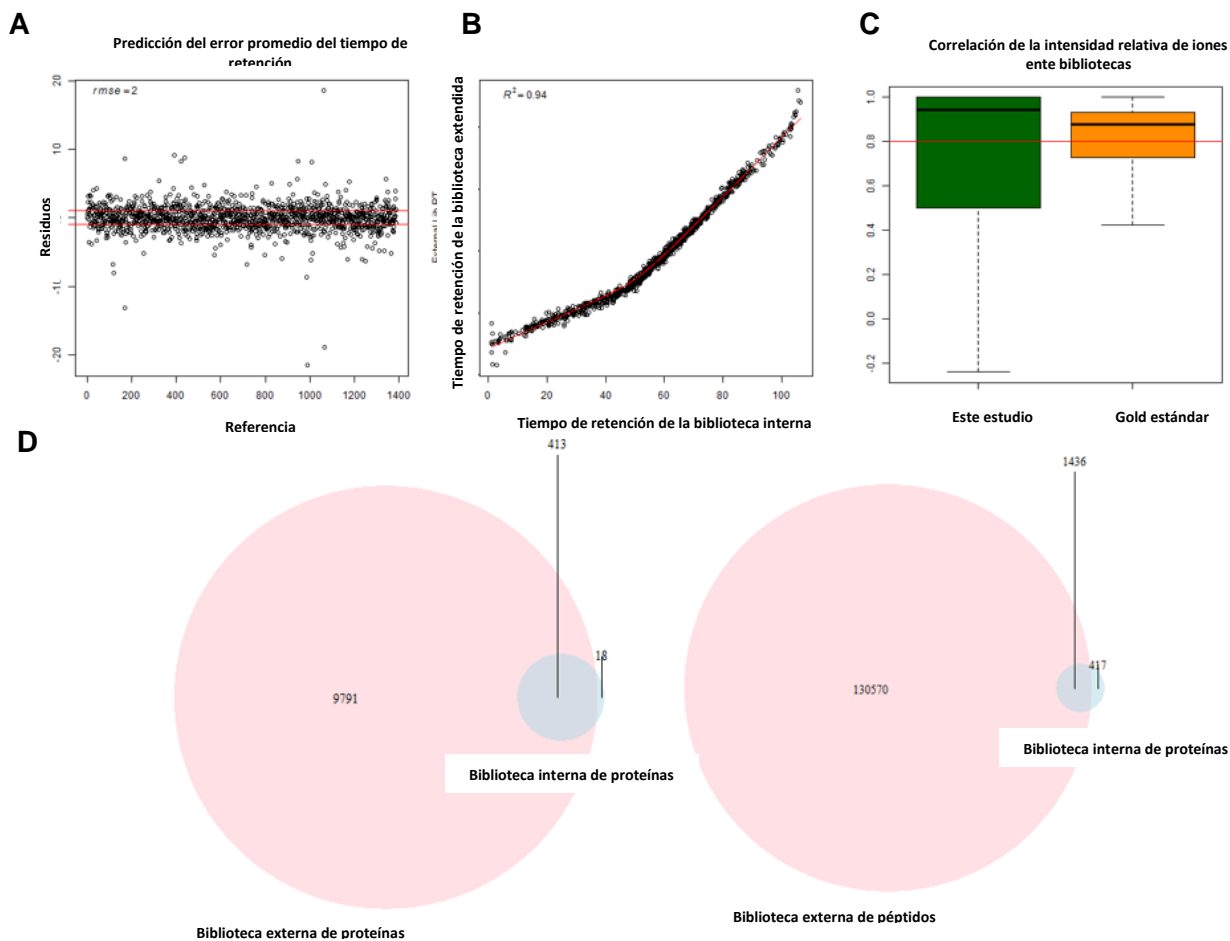 A
Predicción del error promedio del tiempo de
retención
rmse = 2
20
10
-20
Residuos
0 200 400 600 800 1000 1200 1400
Referencia
B
R² = 0.94
Tiempo de retención de la biblioteca extendida
0 20 40 60 80 100
Tiempo de retención de la biblioteca interna
C
Correlación de la intensidad relativa de iones
ente bibliotecas
1.0
0.8
0.6
0.4
0.2
0.0
-0.2
Este estudio
Gold estándar
D
413
18
9791
Biblioteca interna de proteínas
Biblioteca externa de proteínas
1436
417
130570
Biblioteca interna de proteínas
Biblioteca externa de péptidos